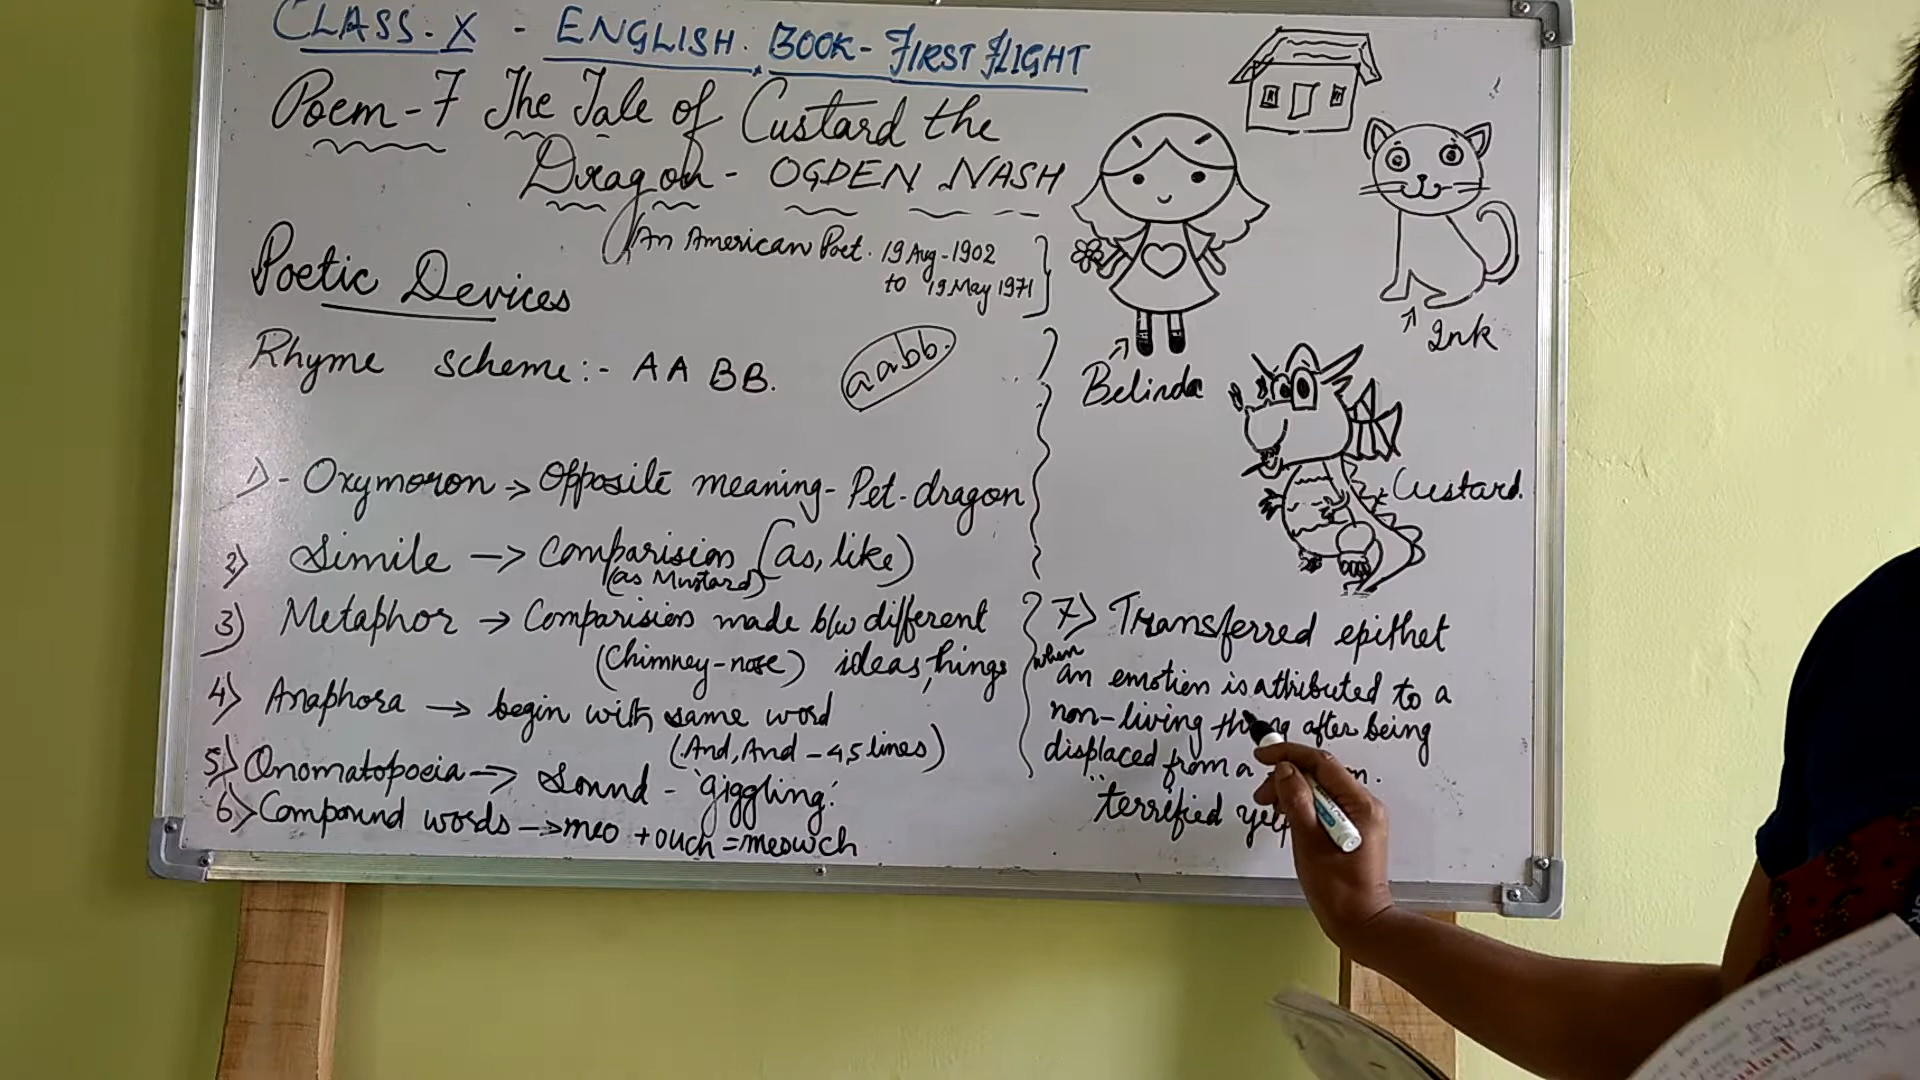 CLASS-X - ENGLISH. BOOK-FIRST FLIGHT
Poem-7 The Tale of Custard the
Dragon - OGDEN NASH
(An American Poet. 19 Aug-1902
to 19 May 1971
Poetic Devices
Rhyme scheme:- AA BB.
aabb.
1) - Oxymoron → Opposite meaning - Pet-dragon
2) Simile → Comparision (as, like)
(as Mustard)
3) Metaphor → Comparision made b/w different
(Chimney-nose) ideas, things
4) Anaphora → begin with same word
(And, And - 4,5 lines)
5) Onomatopoeia → Sound - 'giggling.'
6) Compound words → meo + ouch = meowch
Belinda
Ink
Custard.
7) Transferred epithet
when
an emotion is attributed to a
non-living thing after being
displaced from a
"terrified